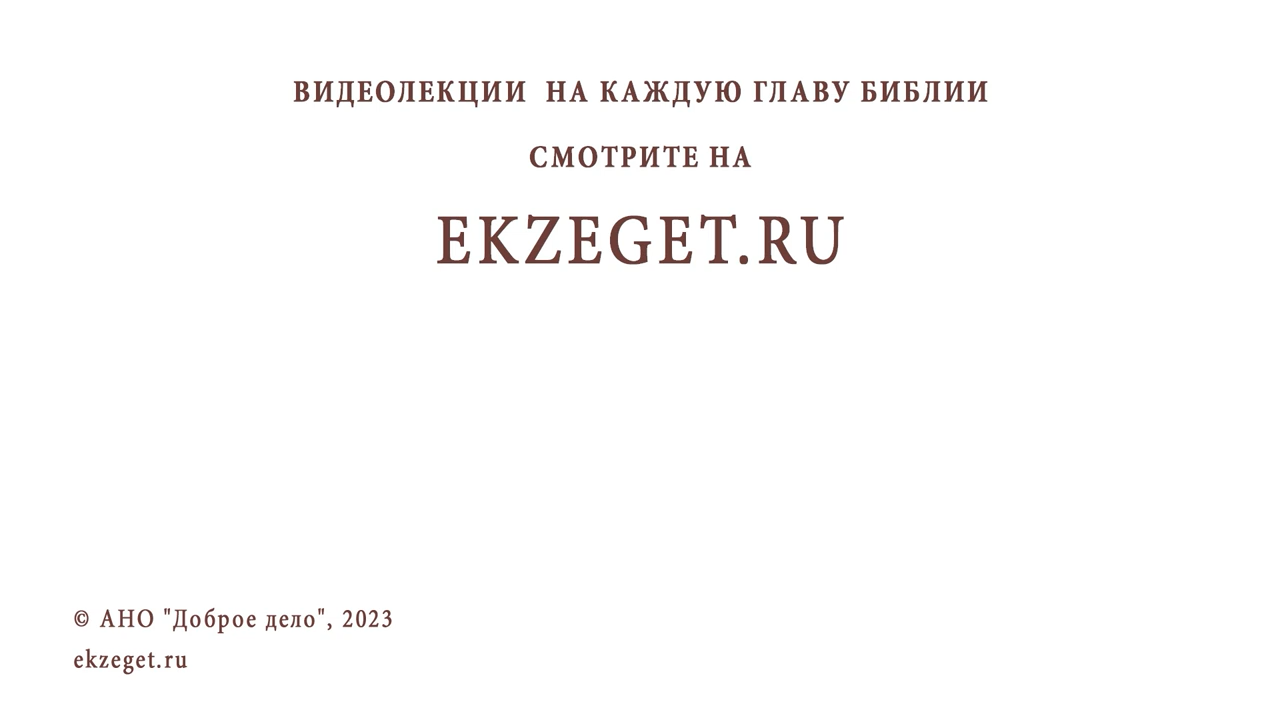 ВИДЕОЛЕКЦИИ НА КАЖДУЮ ГЛАВУ БИБЛИИ
СМОТРИТЕ НА
EKZEGET.RU
© АНО "Доброе дело", 2023
ekzeget.ru